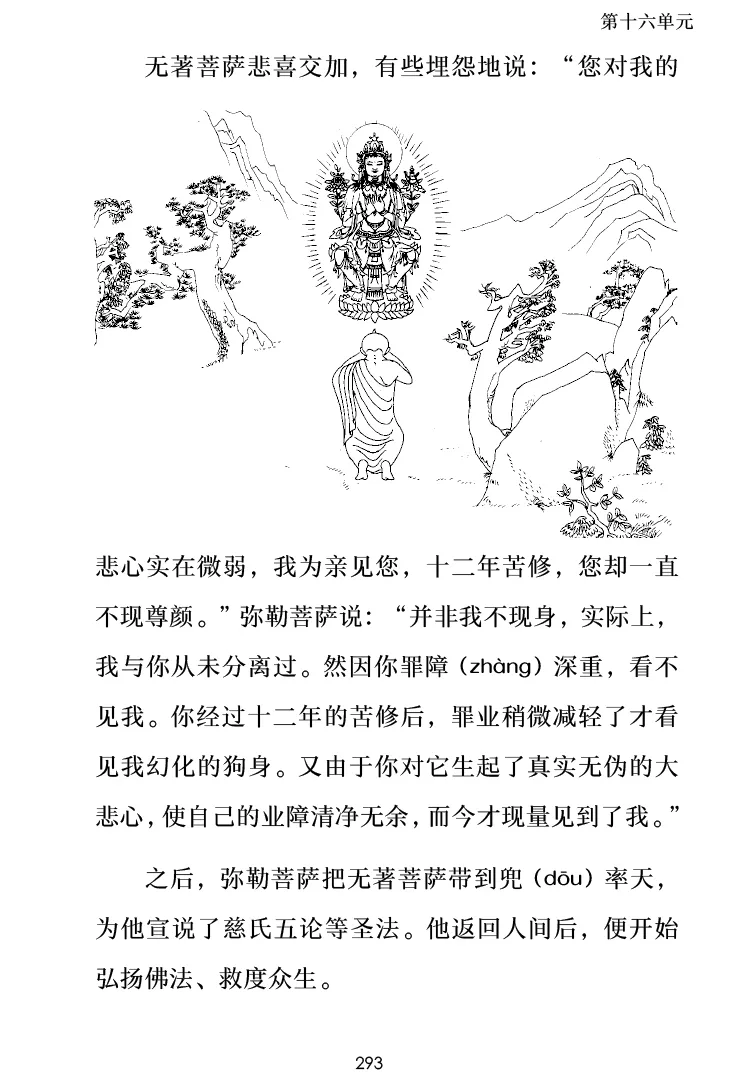 第十六单元
无著菩萨悲喜交加，有些埋怨地说：“您对我的
悲心实在微弱，我为亲见您，十二年苦修，您却一直
不现尊颜。”弥勒菩萨说：“并非我不现身，实际上，
我与你从未分离过。然因你罪障（zhàng）深重，看不
见我。你经过十二年的苦修后，罪业稍微减轻了才看
见我幻化的狗身。又由于你对它生起了真实无伪的大
悲心，使自己的业障清净无余，而今才现量见到了我。”
之后，弥勒菩萨把无著菩萨带到兜（dōu）率天，
为他宣说了慈氏五论等圣法。他返回人间后，便开始
弘扬佛法、救度众生。
293